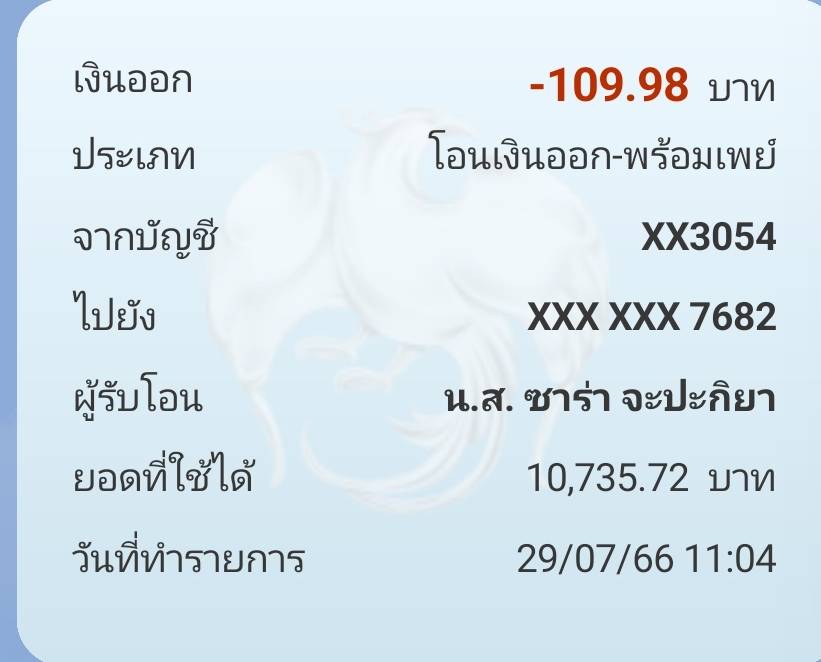 เงินออก -109.98 บาท
ประเภท โอนเงินออก-พร้อมเพย์
จากบัญชี XX3054
ไปยัง XXX XXX 7682
ผู้รับโอน น.ส. ซาร่า จะปะกิยา
ยอดที่ใช้ได้ 10,735.72 บาท
วันที่ทำรายการ 29/07/66 11:04